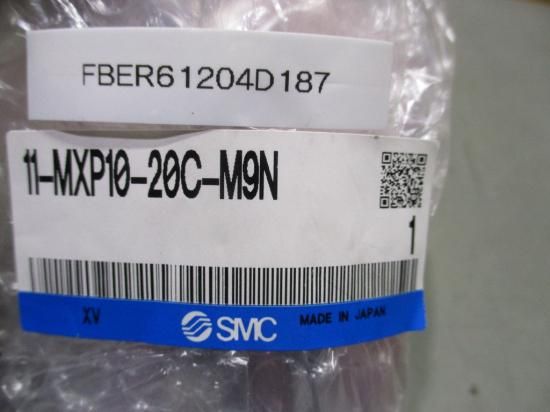 FBER61204D187
11-MXP10-20C-M9N
1
XV SMC MADE IN JAPAN